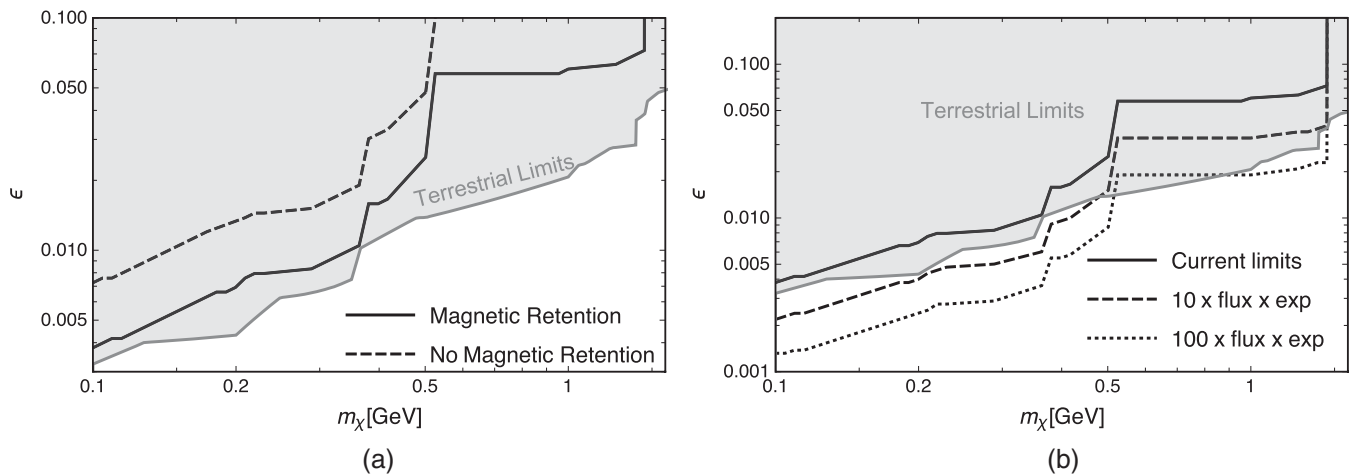 0.100
0.050
0.010
0.005
ϵ
Terrestrial Limits
Magnetic Retention
No Magnetic Retention
0.1 0.2 0.5 1
mχ[GeV]
(a)
0.100
0.050
0.010
0.005
0.001
ϵ
Terrestrial Limits
Current limits
10 x flux x exp
100 x flux x exp
0.1 0.2 0.5 1
mχ[GeV]
(b)